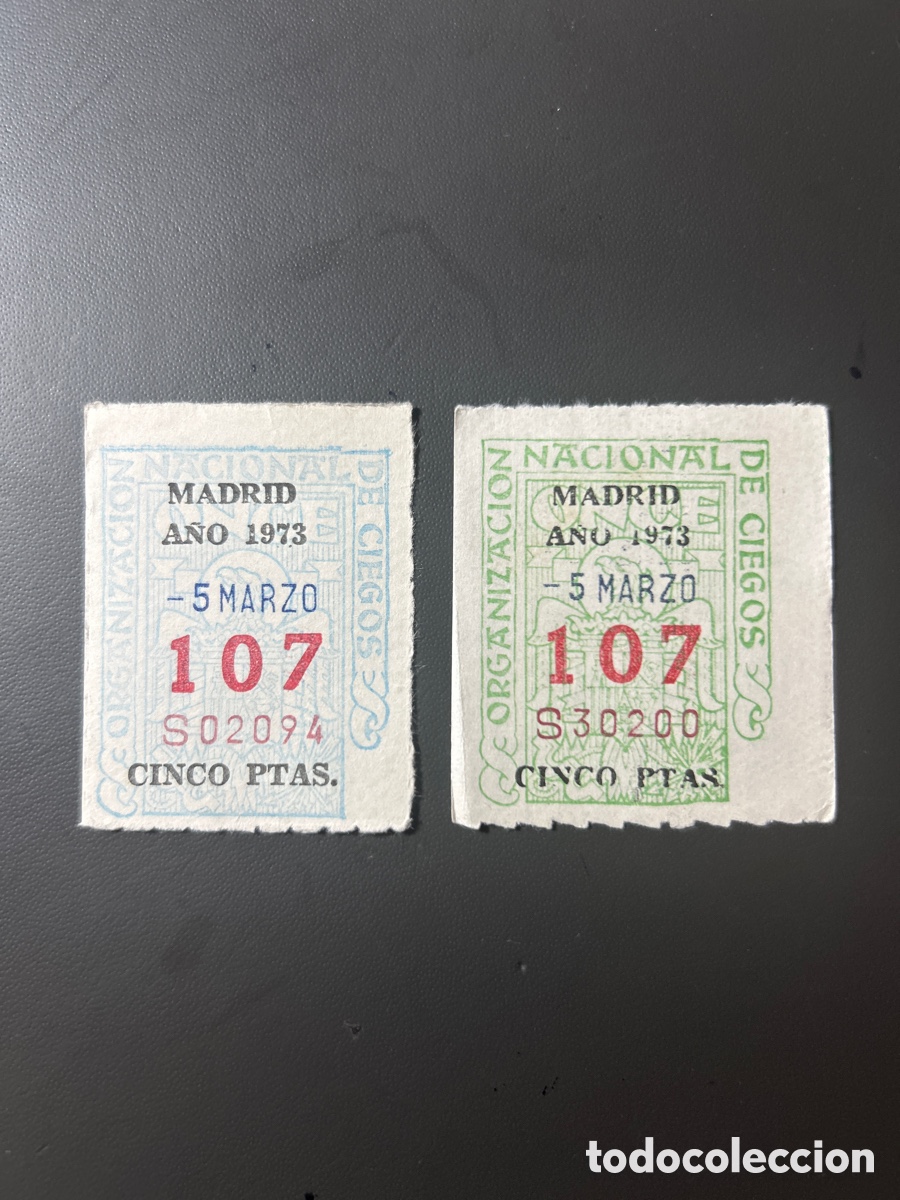 ORGANIZACION NACIONAL DE CIEGOS
MADRID
AÑO 1973
-5 MARZO
107
S02094
CINCO PTAS.
ORGANIZACION NACIONAL DE CIEGOS
MADRID
AÑO 1973
-5 MARZO
107
S30200
CINCO PTAS.
todocoleccion